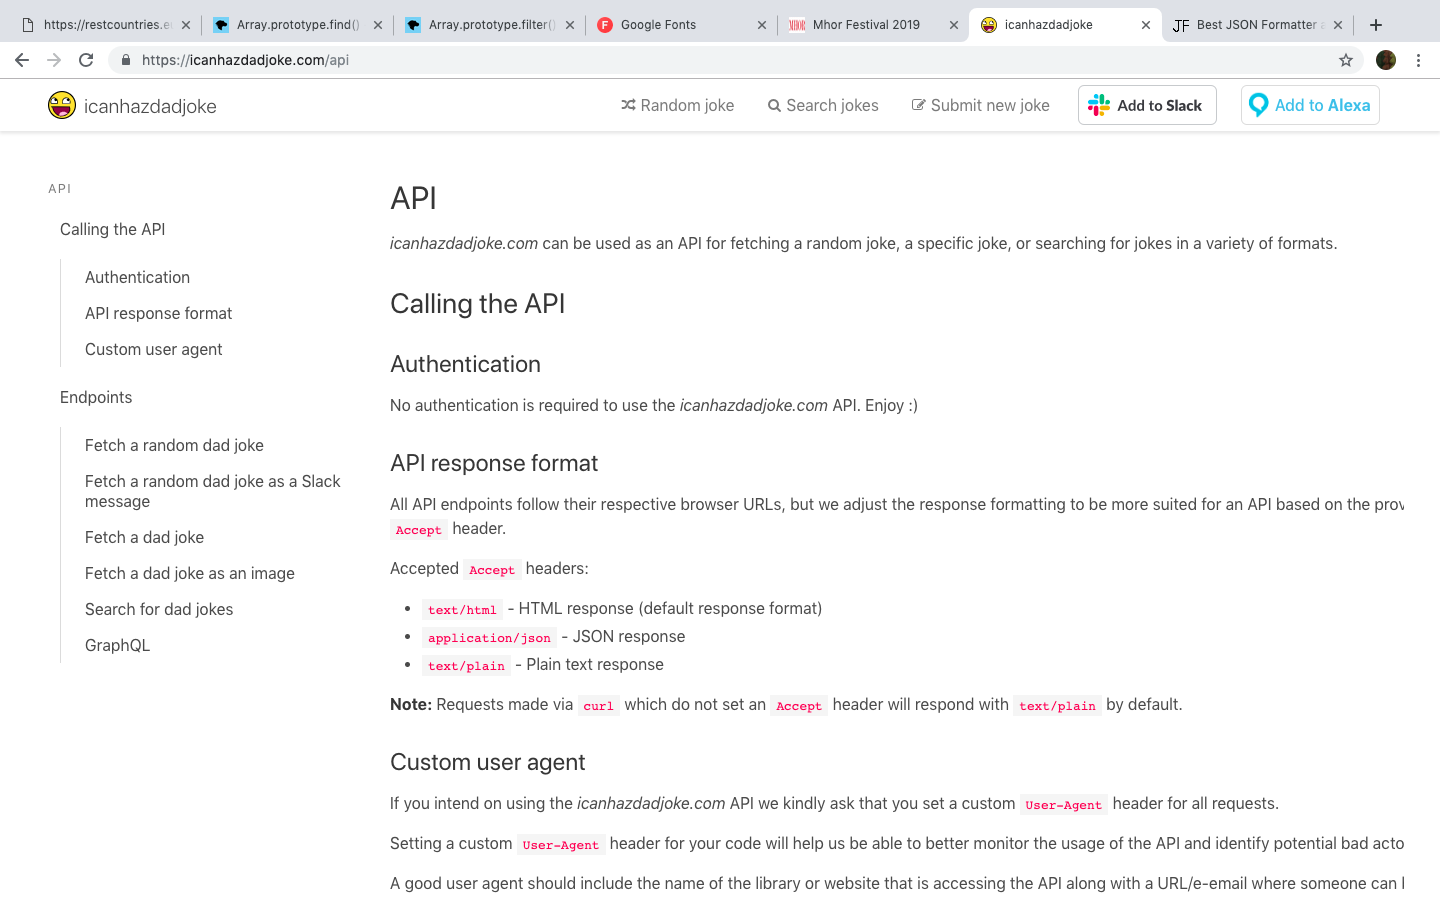 https://restcountries.e
Array.prototype.find()
Array.prototype.filter()
Google Fonts
Mhor Festival 2019
icanhazdadjoke
Best JSON Formatter
https://icanhazdadjoke.com/api
icanhazdadjoke
Random joke
Search jokes
Submit new joke
Add to Slack
Add to Alexa
API
Calling the API
Authentication
API response format
Custom user agent
Endpoints
Fetch a random dad joke
Fetch a random dad joke as a Slack
message
Fetch a dad joke
Fetch a dad joke as an image
Search for dad jokes
GraphQL
API
icanhazdadjoke.com can be used as an API for fetching a random joke, a specific joke, or searching for jokes in a variety of formats.
Calling the API
Authentication
No authentication is required to use the icanhazdadjoke.com API. Enjoy :)
API response format
All API endpoints follow their respective browser URLs, but we adjust the response formatting to be more suited for an API based on the prov
Accept header.
Accepted Accept headers:
• text/html - HTML response (default response format)
• application/json - JSON response
• text/plain - Plain text response
Note: Requests made via curl which do not set an Accept header will respond with text/plain by default.
Custom user agent
If you intend on using the icanhazdadjoke.com API we kindly ask that you set a custom User-Agent header for all requests.
Setting a custom User-Agent header for your code will help us be able to better monitor the usage of the API and identify potential bad acto
A good user agent should include the name of the library or website that is accessing the API along with a URL/e-email where someone can